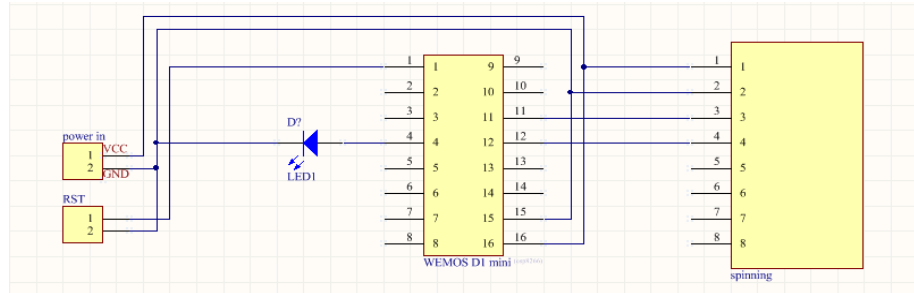 power in
1 VCC
2 GND
RST
1
2
D?
LED1
1 1 9 9
2 2 10 10
3 3 11 11
4 4 12 12
5 5 13 13
6 6 14 14
7 7 15 15
8 8 16 16
WEMOS D1 mini
1 1
2 2
3 3
4 4
5 5
6 6
7 7
8 8
spinning